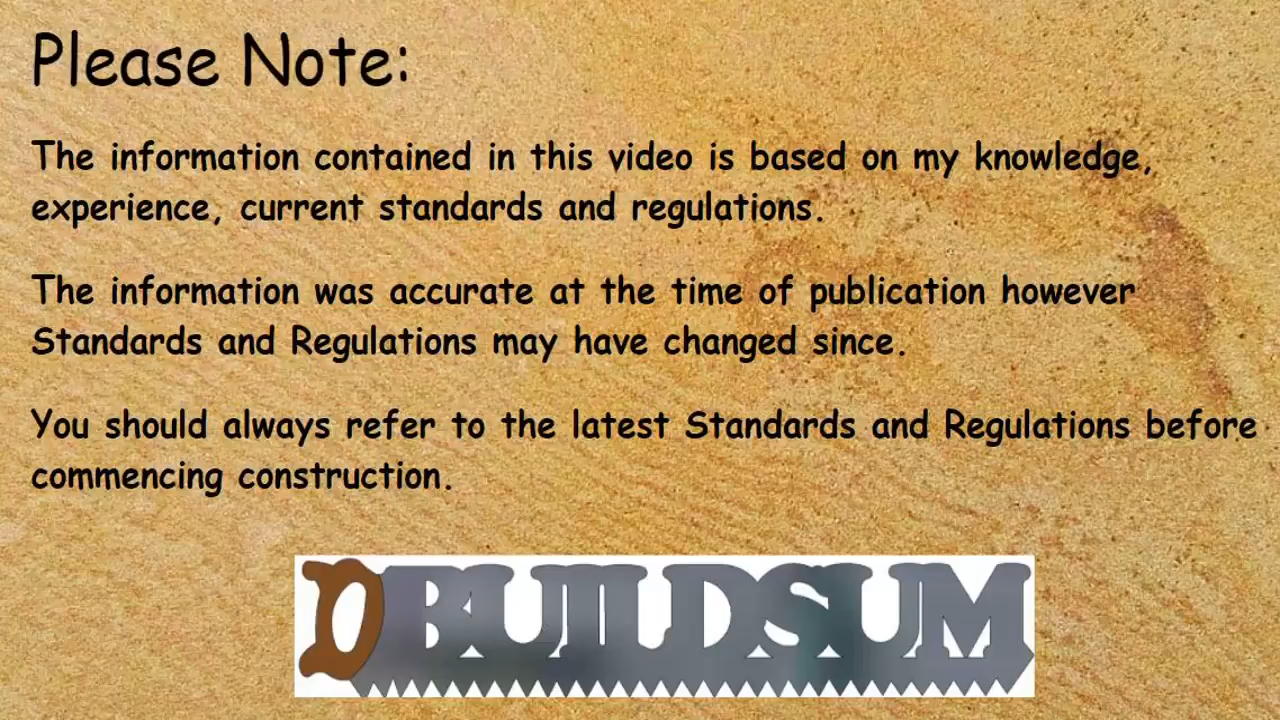 Please Note:
The information contained in this video is based on my knowledge,
experience, current standards and regulations.
The information was accurate at the time of publication however
Standards and Regulations may have changed since.
You should always refer to the latest Standards and Regulations before
commencing construction.
BUILDSUM